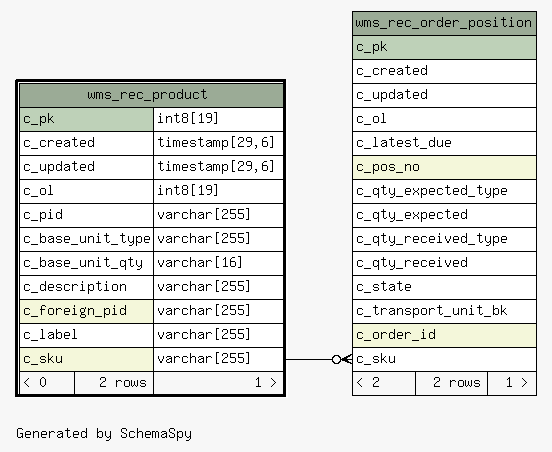 wms_rec_product
c_pk int8[19]
c_created timestamp[29,6]
c_updated timestamp[29,6]
c_ol int8[19]
c_pid varchar[255]
c_base_unit_type varchar[255]
c_base_unit_qty varchar[16]
c_description varchar[255]
c_foreign_pid varchar[255]
c_label varchar[255]
c_sku varchar[255]
< 0 2 rows 1 >
wms_rec_order_position
c_pk
c_created
c_updated
c_ol
c_latest_due
c_pos_no
c_qty_expected_type
c_qty_expected
c_qty_received_type
c_qty_received
c_state
c_transport_unit_bk
c_order_id
c_sku
< 2 2 rows 1 >
Generated by SchemaSpy